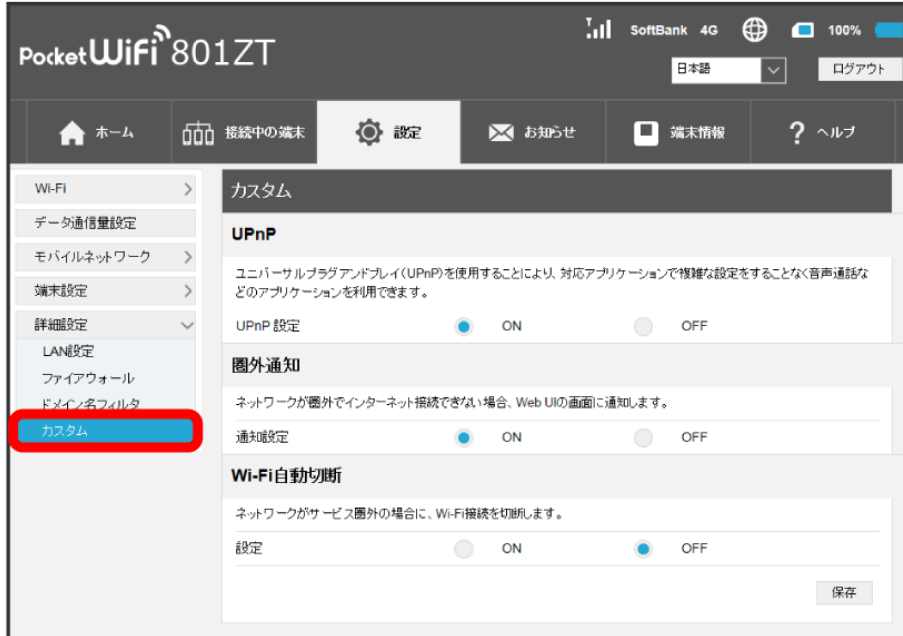 SoftBank 4G 100%
Pocket WiFi 801ZT
日本語 ログアウト
ホーム 接続中の端末 設定 お知らせ 端末情報 ? ヘルプ
Wi-Fi
データ通信量設定
モバイルネットワーク
端末設定
詳細設定
LAN設定
ファイアウォール
ドメイン名フィルタ
カスタム
カスタム
UPnP
ユニバーサルプラグアンドプレイ(UPnP)を使用することにより、対応アプリケーションで複雑な設定をすることなく音声通話な
どのアプリケーションを利用できます。
UPnP 設定 ON OFF
圏外通知
ネットワークが圏外でインターネット接続できない場合、Web UIの画面に通知します。
通知設定 ON OFF
Wi-Fi自動切断
ネットワークがサービス圏外の場合に、Wi-Fi接続を切断します。
設定 ON OFF
保存